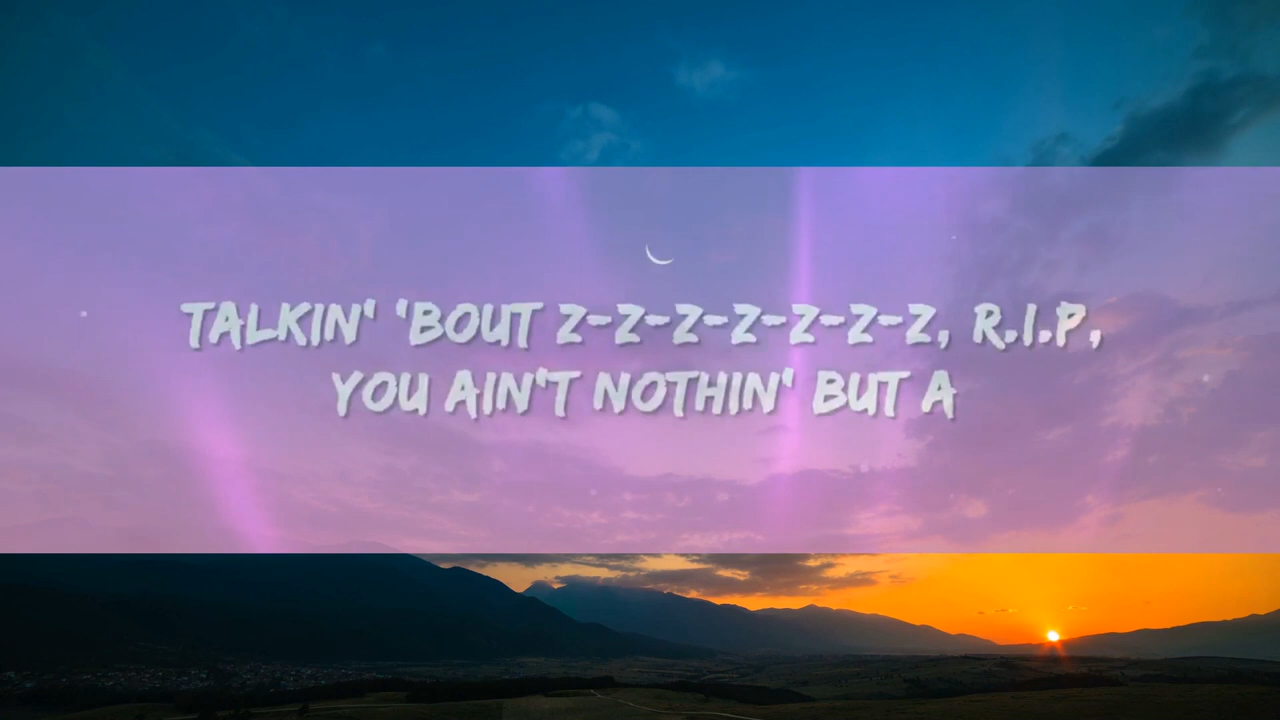 TALKIN' 'BOUT Z-Z-Z-Z-Z-Z-Z, R.I.P,
YOU AIN'T NOTHIN' BUT A